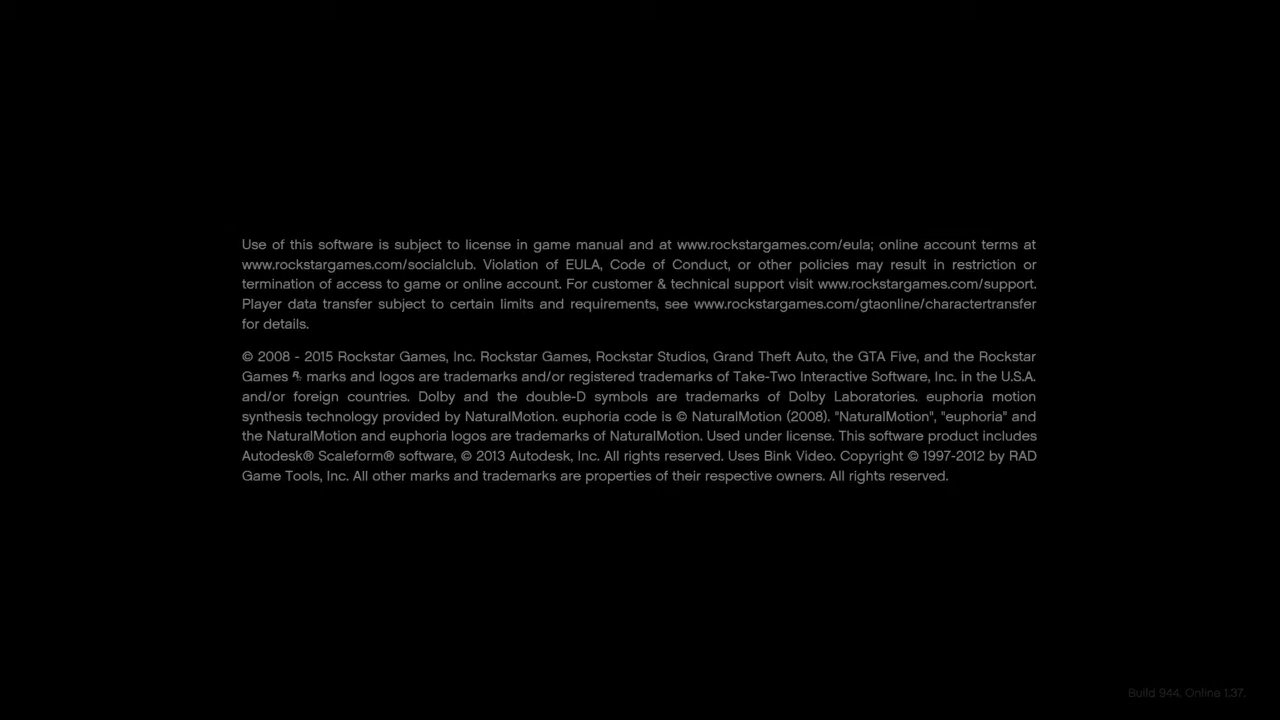 Use of this software is subject to license in game manual and at www.rockstargames.com/eula; online account terms at
www.rockstargames.com/socialclub. Violation of EULA, Code of Conduct, or other policies may result in restriction or
termination of access to game or online account. For customer & technical support visit www.rockstargames.com/support.
Player data transfer subject to certain limits and requirements, see www.rockstargames.com/gtaonline/charactertransfer
for details.
© 2008 - 2015 Rockstar Games, Inc. Rockstar Games, Rockstar Studios, Grand Theft Auto, the GTA Five, and the Rockstar
Games R* marks and logos are trademarks and/or registered trademarks of Take-Two Interactive Software, Inc. in the U.S.A.
and/or foreign countries. Dolby and the double-D symbols are trademarks of Dolby Laboratories. euphoria motion
synthesis technology provided by NaturalMotion. euphoria code is © NaturalMotion (2008). "NaturalMotion", "euphoria" and
the NaturalMotion and euphoria logos are trademarks of NaturalMotion. Used under license. This software product includes
Autodesk® Scaleform® software, © 2013 Autodesk, Inc. All rights reserved. Uses Bink Video. Copyright © 1997-2012 by RAD
Game Tools, Inc. All other marks and trademarks are properties of their respective owners. All rights reserved.
Build 944, Online 1.37.